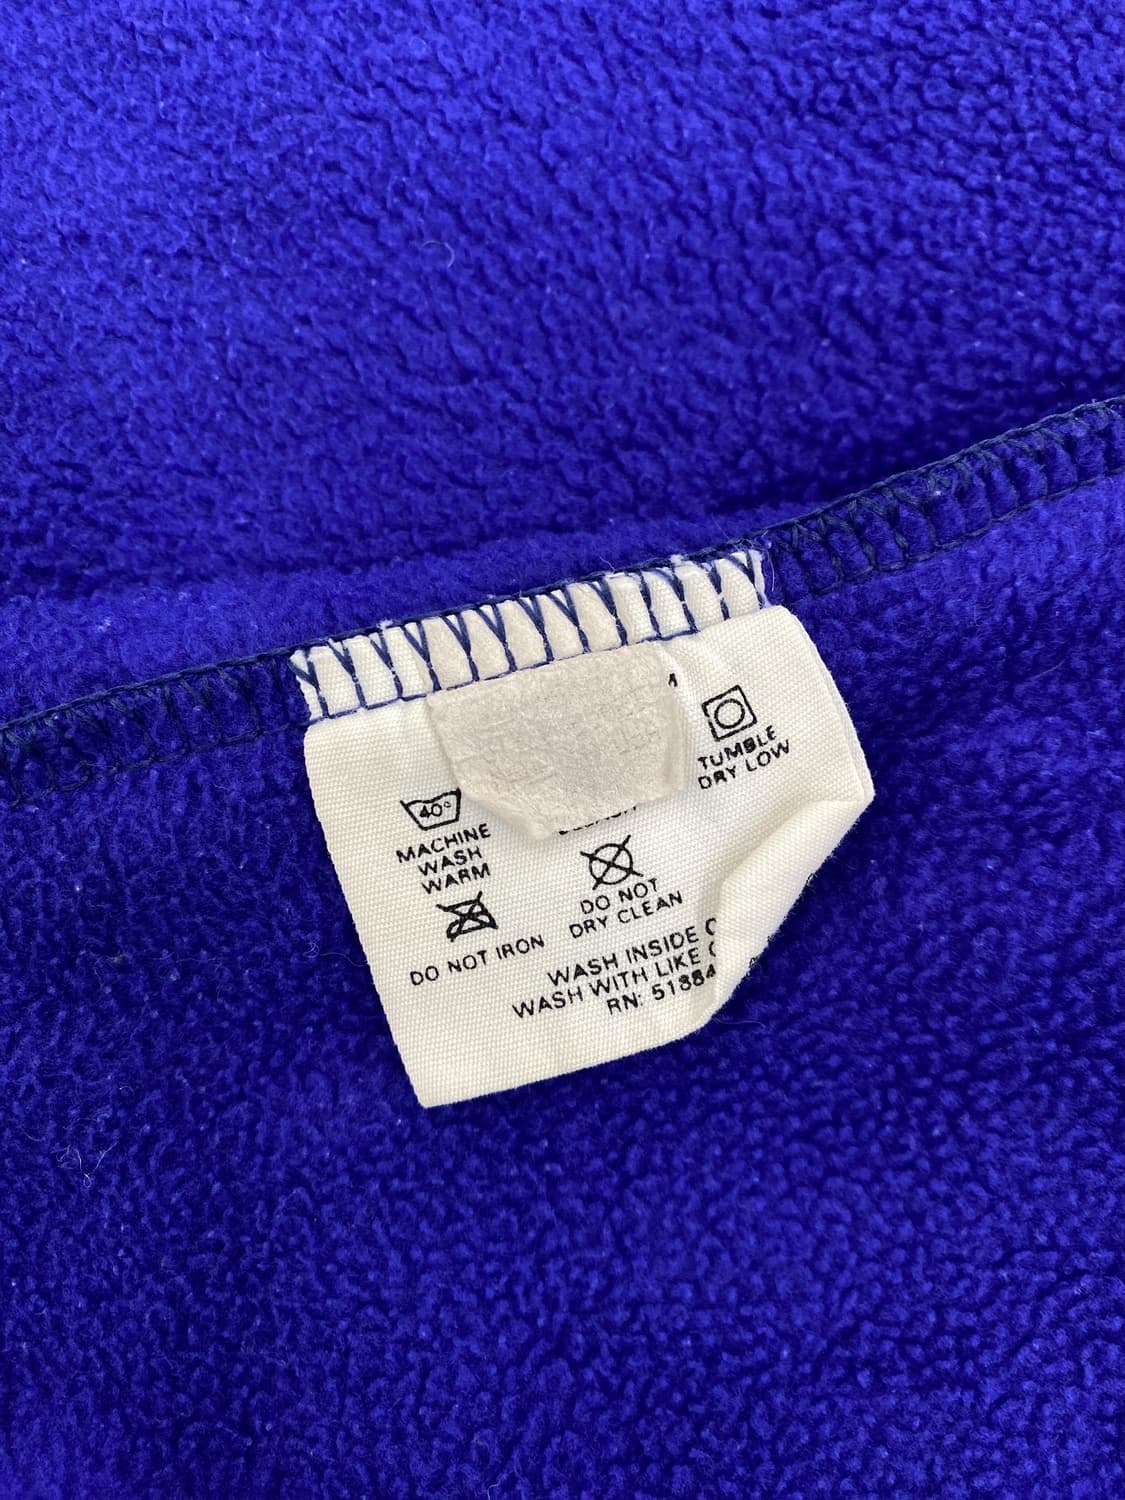 40°
MACHINE
WASH
WARM
DO NOT IRON
DO NOT
DRY CLEAN
TUMBLE
DRY LOW
WASH INSIDE
WASH WITH LIKE
RN: 51884